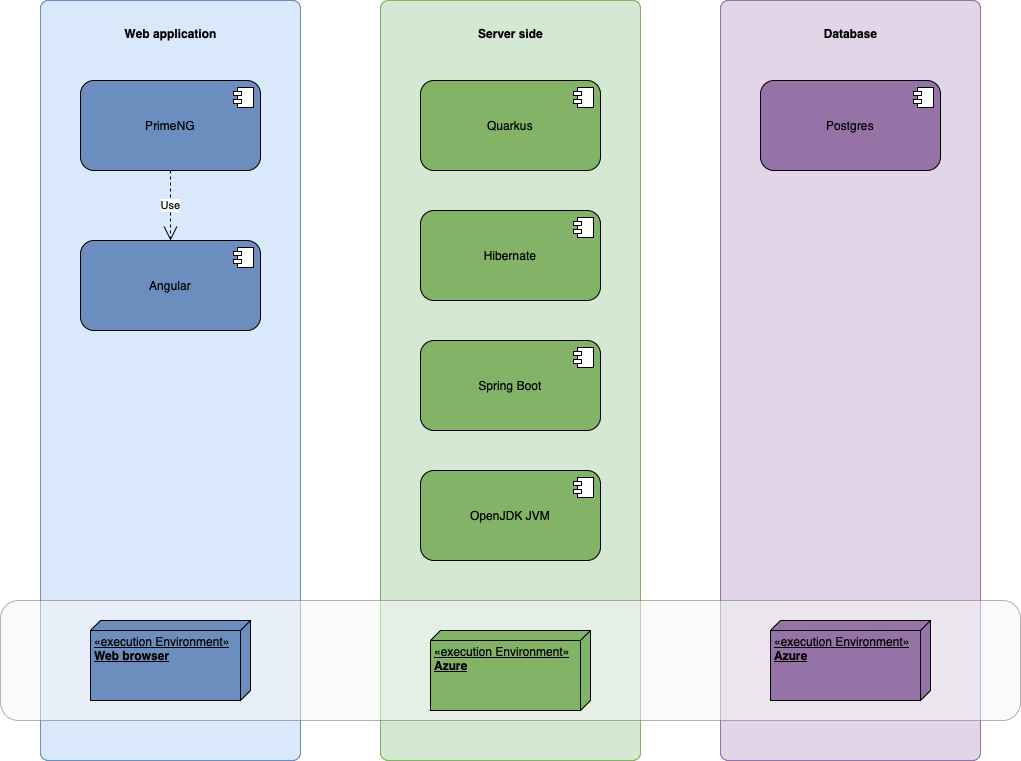 Web application
Server side
Database
PrimeNG
Quarkus
Postgres
Use
Hibernate
Angular
Spring Boot
OpenJDK JVM
«execution Environment»
Web browser
«execution Environment»
Azure
«execution Environment»
Azure